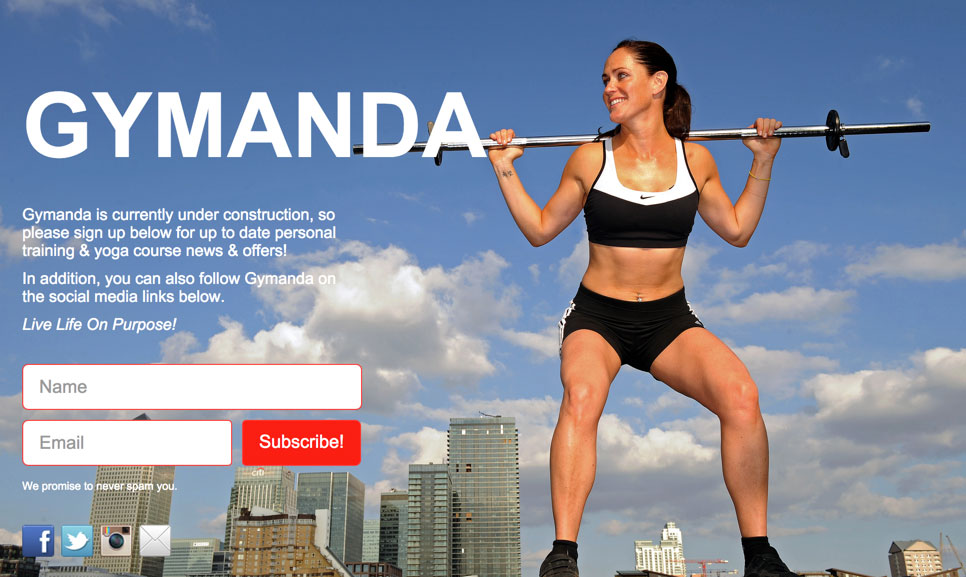 GYMANDA
Gymanda is currently under construction, so
please sign up below for up to date personal
training & yoga course news & offers!
In addition, you can also follow Gymanda on
the social media links below.
Live Life On Purpose!
Name
Email
Subscribe!
citi
We promise to never spam you.